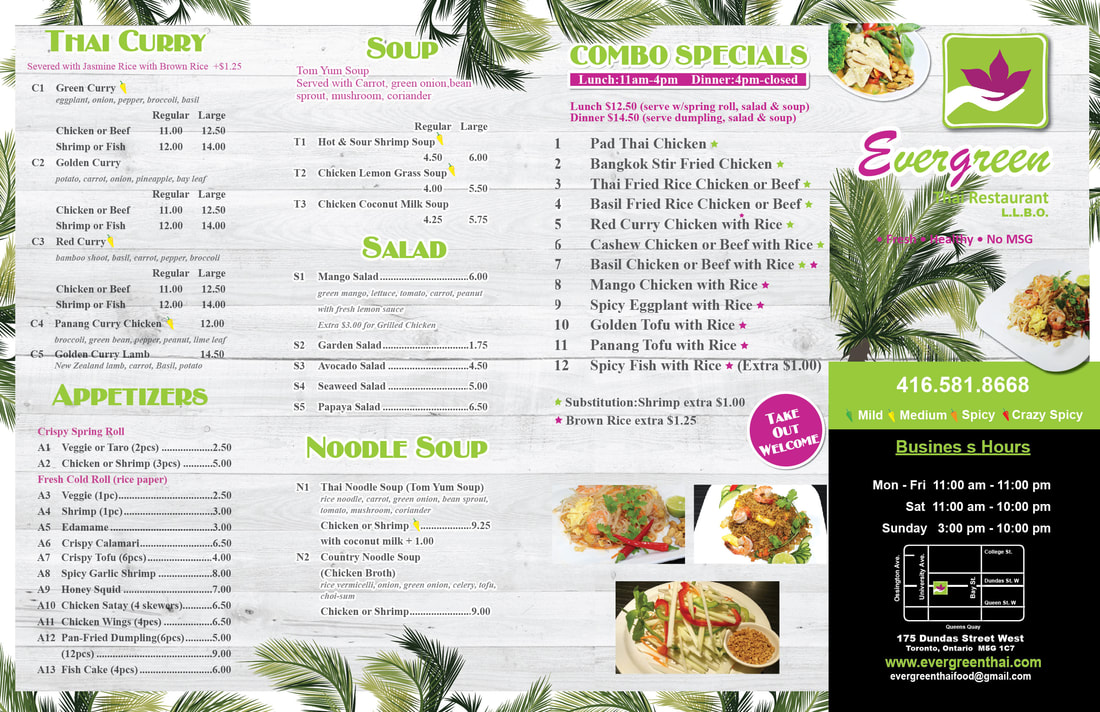 THAI CURRY
Severed with Jasmine Rice with Brown Rice +$1.25
C1 Green Curry
eggplant, onion, pepper, broccoli, basil
Regular Large
Chicken or Beef 11.00 12.50
Shrimp or Fish 12.00 14.00
C2 Golden Curry
potato, carrot, onion, pineapple, bay leaf
Regular Large
Chicken or Beef 11.00 12.50
Shrimp or Fish 12.00 14.00
C3 Red Curry
bamboo shoot, basil, carrot, pepper, broccoli
Regular Large
Chicken or Beef 11.00 12.50
Shrimp or Fish 12.00 14.00
C4 Panang Curry Chicken 12.00
broccoli, green bean, pepper, peanut, lime leaf
C5 Golden Curry Lamb 14.50
New Zealand lamb, carrot, Basil, potato
APPETIZERS
Crispy Spring Roll
A1 Veggie or Taro (2pcs) ..................2.50
A2 Chicken or Shrimp (3pcs) ..........5.00
Fresh Cold Roll (rice paper)
A3 Veggie (1pc)................................2.50
A4 Shrimp (1pc)...............................3.00
A5 Edamame ...................................3.00
A6 Crispy Calamari.........................6.50
A7 Crispy Tofu (6pcs)......................4.00
A8 Spicy Garlic Shrimp ..................8.00
A9 Honey Squid ..............................7.00
A10 Chicken Satay (4 skewers)..........6.50
A11 Chicken Wings (4pcs) ................6.50
A12 Pan-Fried Dumpling(6pcs).........5.00
(12pcs) .......................................9.00
A13 Fish Cake (4pcs) ........................6.00
SOUP
Tom Yum Soup
Served with Carrot, green onion,bean
sprout, mushroom, coriander
Regular Large
T1 Hot & Sour Shrimp Soup
4.50 6.00
T2 Chicken Lemon Grass Soup
4.00 5.50
T3 Chicken Coconut Milk Soup
4.25 5.75
SALAD
S1 Mango Salad ..............................6.00
green mango, lettuce, tomato, carrot, peanut
with fresh lemon sauce
Extra $3.00 for Grilled Chicken
S2 Garden Salad.............................1.75
S3 Avocado Salad ...........................4.50
S4 Seaweed Salad ...........................5.00
S5 Papaya Salad .............................6.50
NOODLE SOUP
N1 Thai Noodle Soup (Tom Yum Soup)
rice noodle, carrot, green onion, bean sprout,
tomato, mushroom, coriander
Chicken or Shrimp ..................9.25
with coconut milk + 1.00
N2 Country Noodle Soup
(Chicken Broth)
rice vermicelli, onion, green onion, celery, tofu,
choi-sum
Chicken or Shrimp.....................9.00
COMBO SPECIALS
Lunch:11am-4pm Dinner:4pm-closed
Lunch $12.50 (serve w/spring roll, salad & soup)
Dinner $14.50 (serve dumpling, salad & soup)
1 Pad Thai Chicken
2 Bangkok Stir Fried Chicken
3 Thai Fried Rice Chicken or Beef
4 Basil Fried Rice Chicken or Beef
5 Red Curry Chicken with Rice
6 Cashew Chicken or Beef with Rice
7 Basil Chicken or Beef with Rice
8 Mango Chicken with Rice
9 Spicy Eggplant with Rice
10 Golden Tofu with Rice
11 Panang Tofu with Rice
12 Spicy Fish with Rice (Extra $1.00)
Substitution:Shrimp extra $1.00
Brown Rice extra $1.25
TAKE
OUT
WELCOME
Evergreen
Thai Restaurant
L.L.B.O.
• Fresh • Healthy • No MSG
416.581.8668
Mild Medium Spicy Crazy Spicy
Busines s Hours
Mon - Fri 11:00 am - 11:00 pm
Sat 11:00 am - 10:00 pm
Sunday 3:00 pm - 10:00 pm
Ossington Ave.
University Ave.
Bay St.
College St.
Dundas St. W
Queen St. W
Queens Quay
175 Dundas Street West
Toronto, Ontario M5G 1C7
www.evergreenthai.com
evergreenthaifood@gmail.com